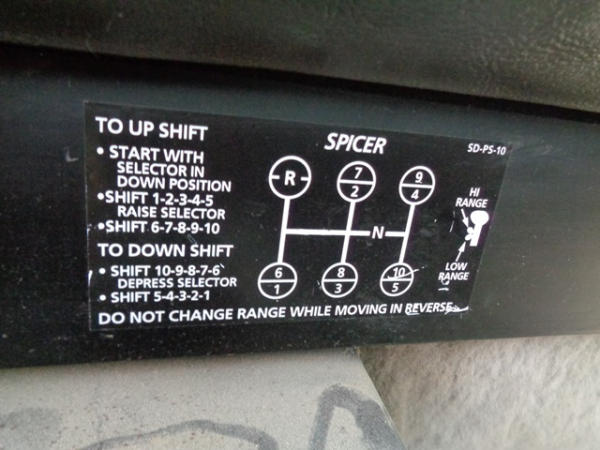 TO UP SHIFT
• START WITH
SELECTOR IN
DOWN POSITION
•SHIFT 1-2-3-4-5
RAISE SELECTOR
•SHIFT 6-7-8-9-10
TO DOWN SHIFT
• SHIFT 10-9-8-7-6
DEPRESS SELECTOR
• SHIFT 5-4-3-2-1
SPICER
5D-PS-10
R
7
2
9
4
HI
RANGE
N
6
1
8
3
10
5
LOW
RANGE
DO NOT CHANGE RANGE WHILE MOVING IN REVERSE